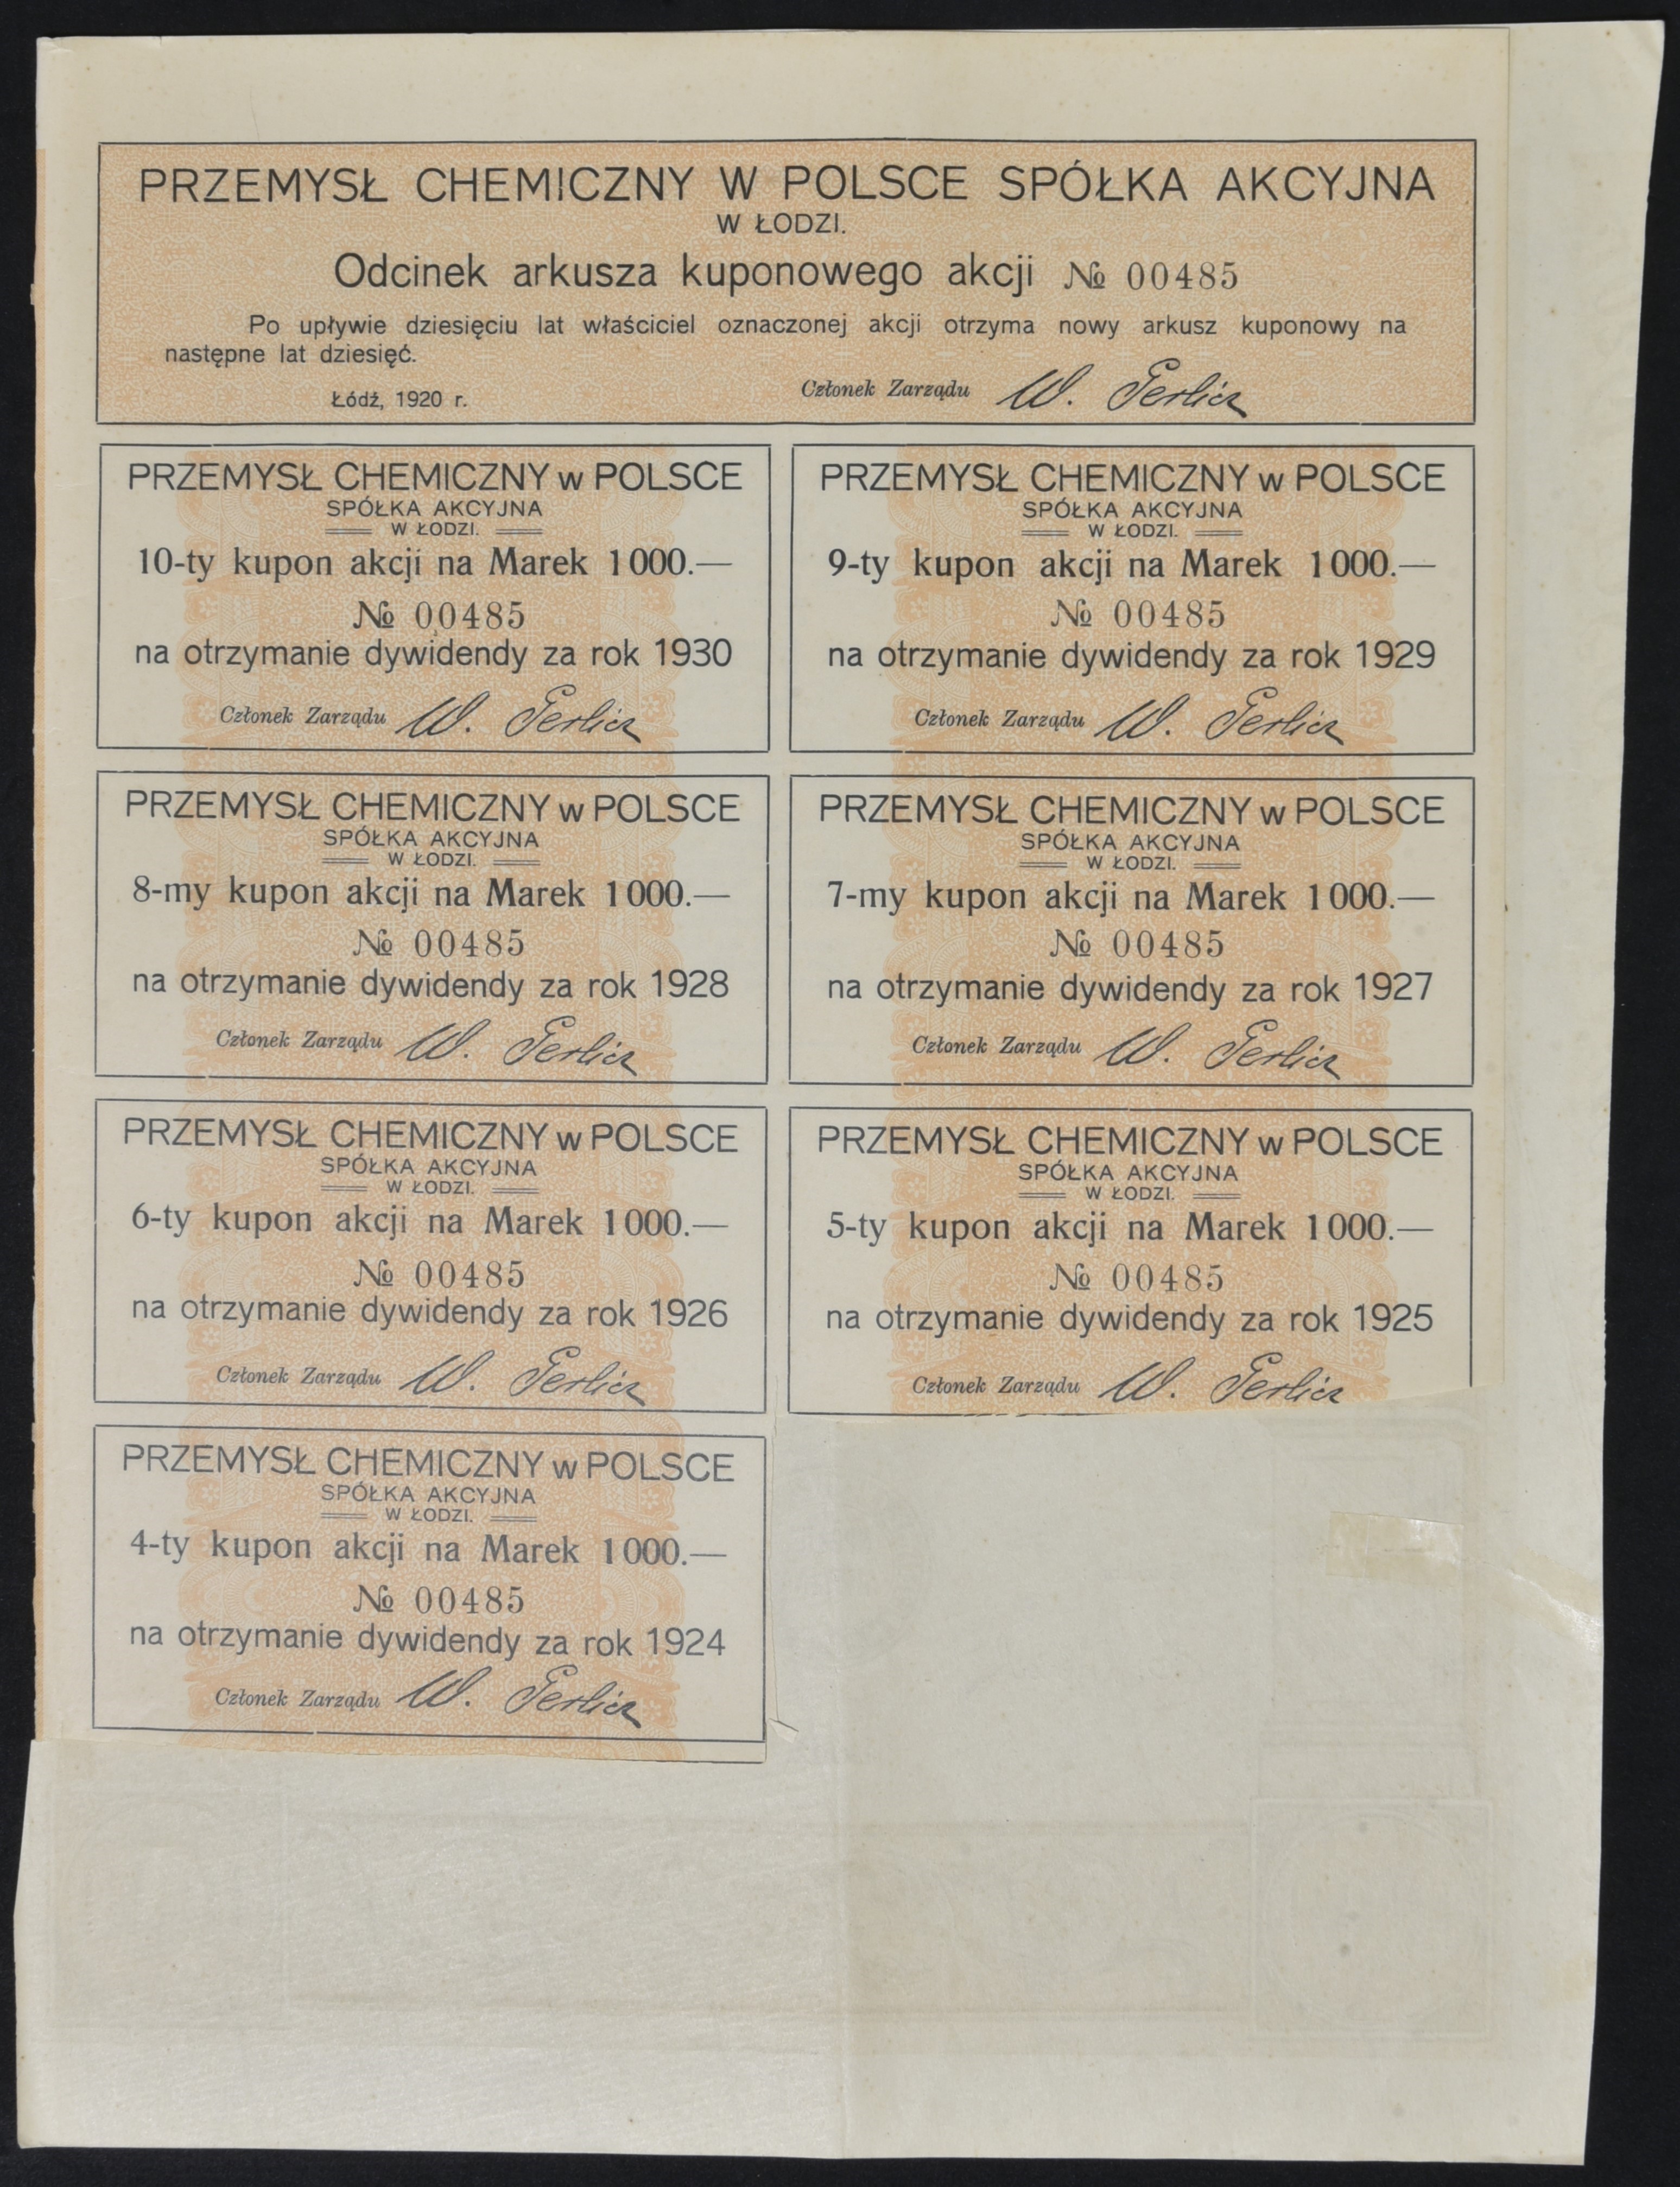 PRZEMYSŁ CHEMICZNY W POLSCE SPÓŁKA AKCYJNA
W ŁODZI.
Odcinek arkusza kuponowego akcji № 00485
Po upływie dziesięciu lat właściciel oznaczonej akcji otrzyma nowy arkusz kuponowy na
następne lat dziesięć.
Łódź, 1920 r.
Członek Zarządu W. Gerlicz
PRZEMYSŁ CHEMICZNY w POLSCE
SPÓŁKA AKCYJNA
W ŁODZI.
10-ty kupon akcji na Marek 1000.—
№ 00485
na otrzymanie dywidendy za rok 1930
Członek Zarządu W. Gerlicz
PRZEMYSŁ CHEMICZNY w POLSCE
SPÓŁKA AKCYJNA
W ŁODZI.
9-ty kupon akcji na Marek 1000.—
№ 00485
na otrzymanie dywidendy za rok 1929
Członek Zarządu W. Gerlicz
PRZEMYSŁ CHEMICZNY w POLSCE
SPÓŁKA AKCYJNA
W ŁODZI.
8-my kupon akcji na Marek 1000.—
№ 00485
na otrzymanie dywidendy za rok 1928
Członek Zarządu W. Gerlicz
PRZEMYSŁ CHEMICZNY w POLSCE
SPÓŁKA AKCYJNA
W ŁODZI.
7-my kupon akcji na Marek 1000.—
№ 00485
na otrzymanie dywidendy za rok 1927
Członek Zarządu W. Gerlicz
PRZEMYSŁ CHEMICZNY w POLSCE
SPÓŁKA AKCYJNA
W ŁODZI.
6-ty kupon akcji na Marek 1000.—
№ 00485
na otrzymanie dywidendy za rok 1926
Członek Zarządu W. Gerlicz
PRZEMYSŁ CHEMICZNY w POLSCE
SPÓŁKA AKCYJNA
W ŁODZI.
5-ty kupon akcji na Marek 1000.—
№ 00485
na otrzymanie dywidendy za rok 1925
Członek Zarządu W. Gerlicz
PRZEMYSŁ CHEMICZNY w POLSCE
SPÓŁKA AKCYJNA
W ŁODZI.
4-ty kupon akcji na Marek 1000.—
№ 00485
na otrzymanie dywidendy za rok 1924
Członek Zarządu W. Gerlicz